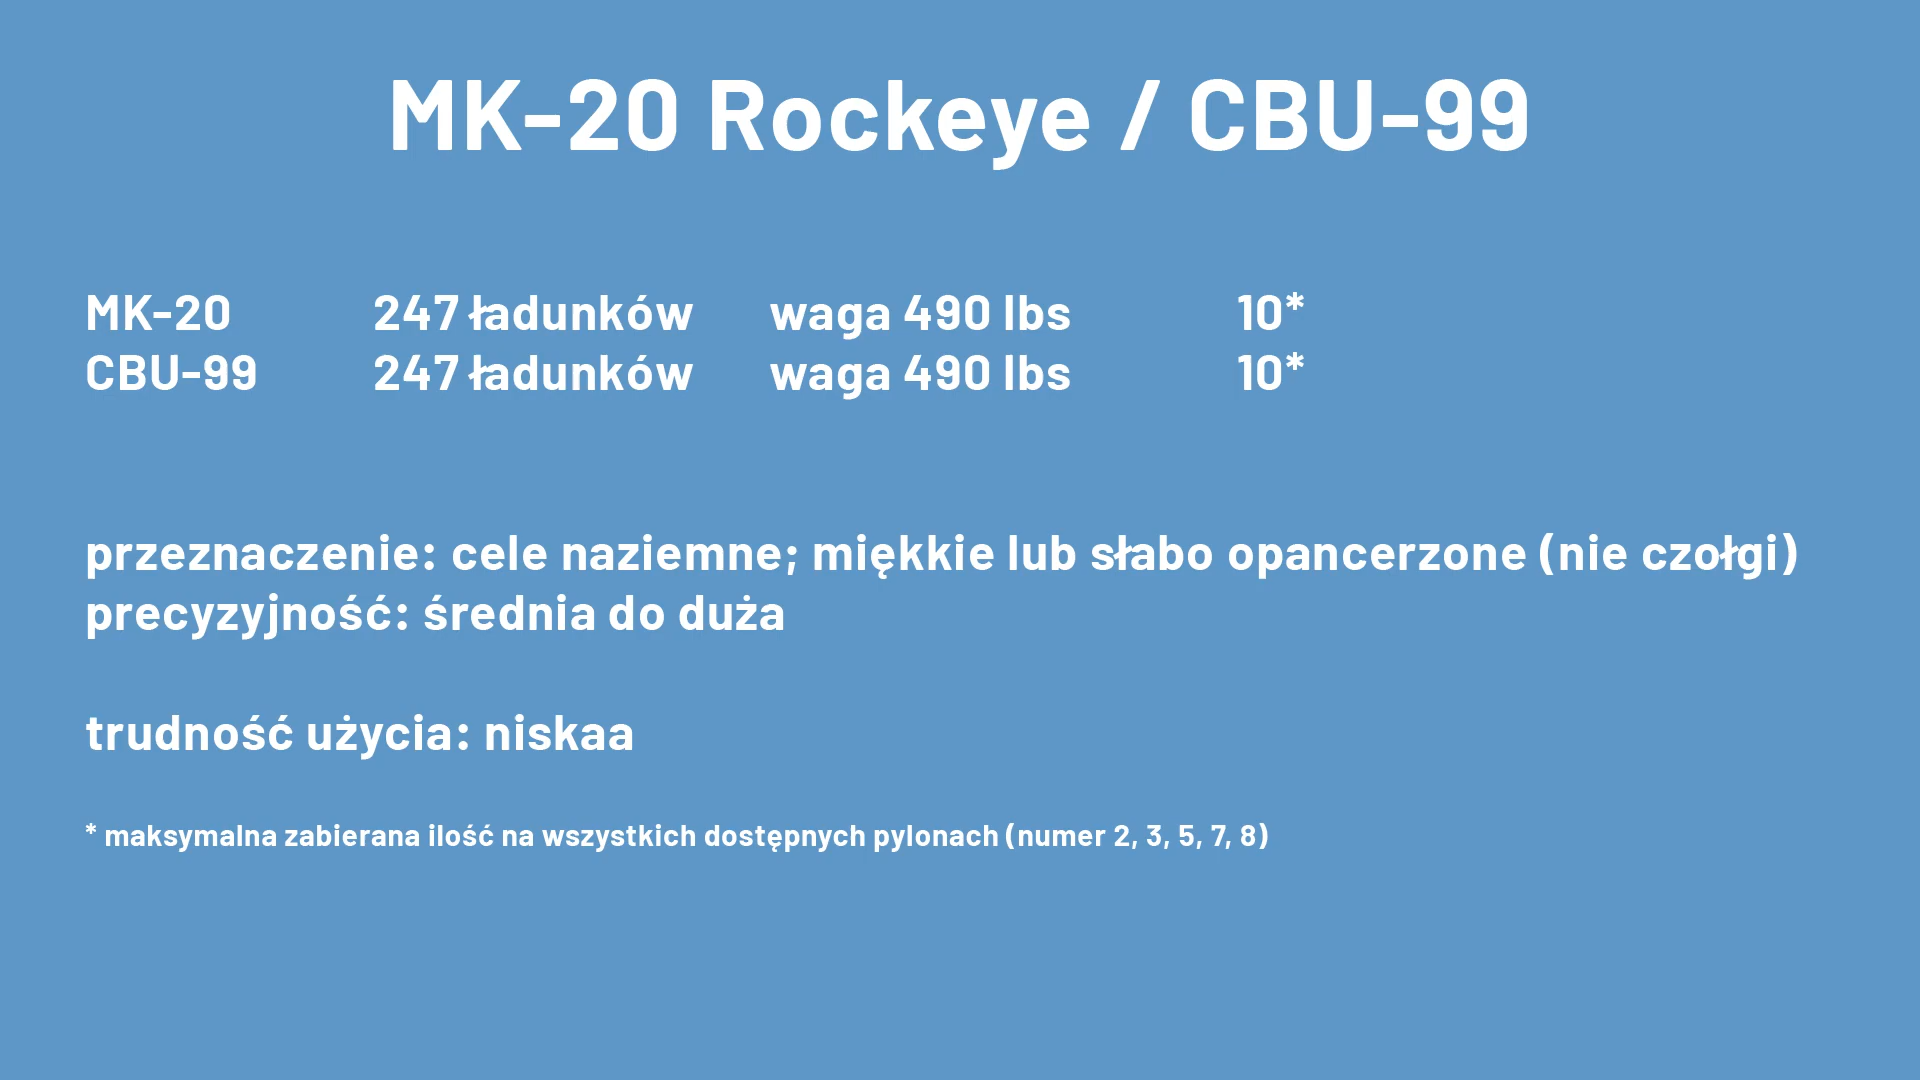 MK-20 Rockeye / CBU-99
MK-20 247 ładunków waga 490 lbs 10*
CBU-99 247 ładunków waga 490 lbs 10*
przeznaczenie: cele naziemne; miękkie lub słabo opancerzone (nie czołgi)
precyzyjność: średnia do duża
trudność użycia: niskaa
* maksymalna zabierana ilość na wszystkich dostępnych pylonach (numer 2, 3, 5, 7, 8)